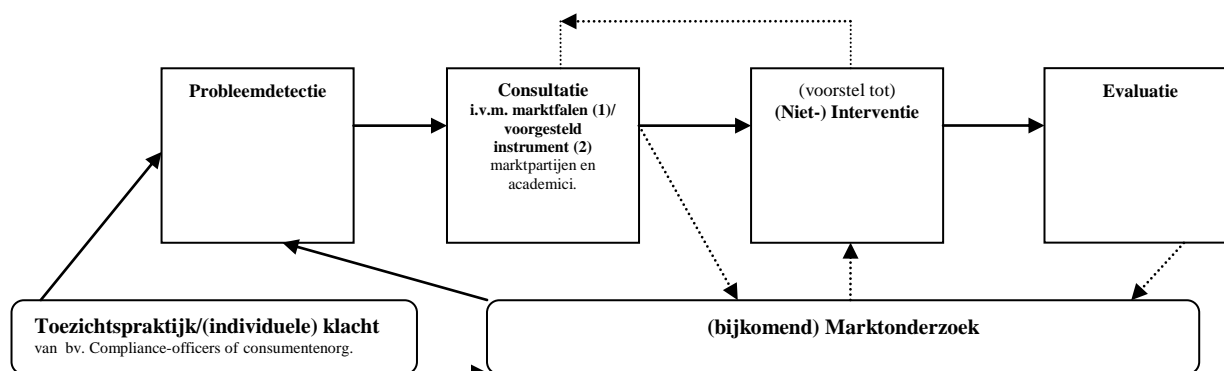 Probleemdetectie
Consultatie
i.v.m. marktfalen (1)/
voorgesteld
instrument (2)
marktpartijen en
academici.
(voorstel tot)
(Niet-) Interventie
Evaluatie
Toezichtspraktijk/(individuele) klacht
van bv. Compliance-officers of consumentenorg.
(bijkomend) Marktonderzoek